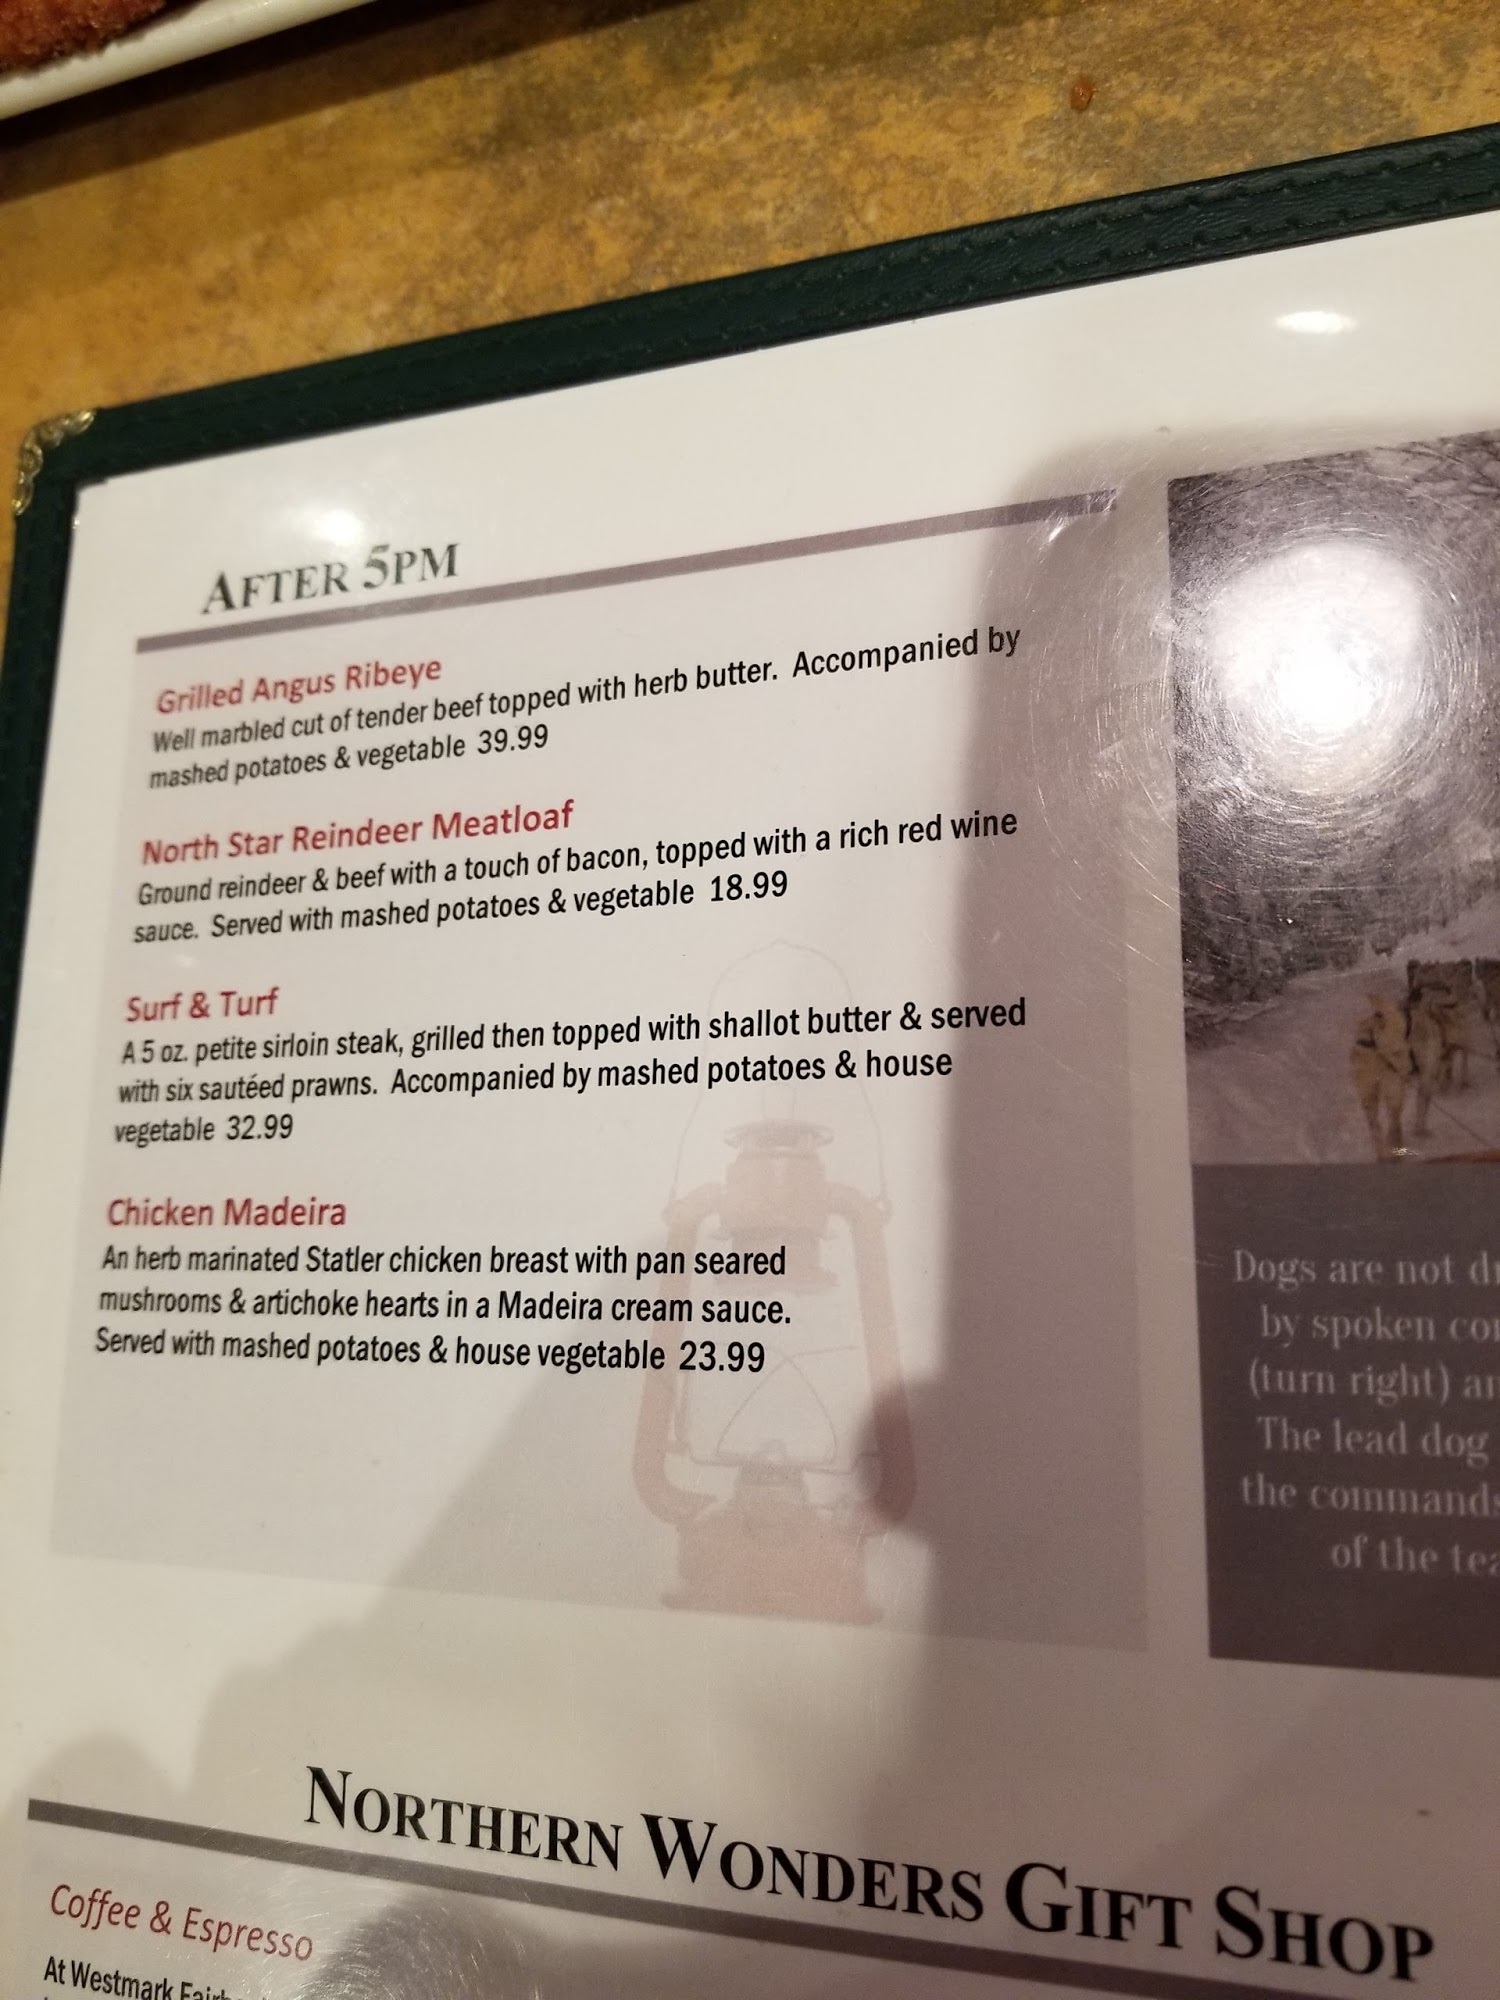 AFTER 5PM
Grilled Angus Ribeye
Well marbled cut of tender beef topped with herb butter. Accompanied by
mashed potatoes & vegetable 39.99
North Star Reindeer Meatloaf
Ground reindeer & beef with a touch of bacon, topped with a rich red wine
sauce. Served with mashed potatoes & vegetable 18.99
Surf & Turf
A 5 oz. petite sirloin steak, grilled then topped with shallot butter & served
with six sautéed prawns. Accompanied by mashed potatoes & house
vegetable 32.99
Chicken Madeira
An herb marinated Statler chicken breast with pan seared
mushrooms & artichoke hearts in a Madeira cream sauce.
Served with mashed potatoes & house vegetable 23.99
Dogs are not
by spoken
(turn right)
The lead dog
the commands
of the
NORTHERN WONDERS GIFT SHOP
Coffee & Espresso
At Westmark